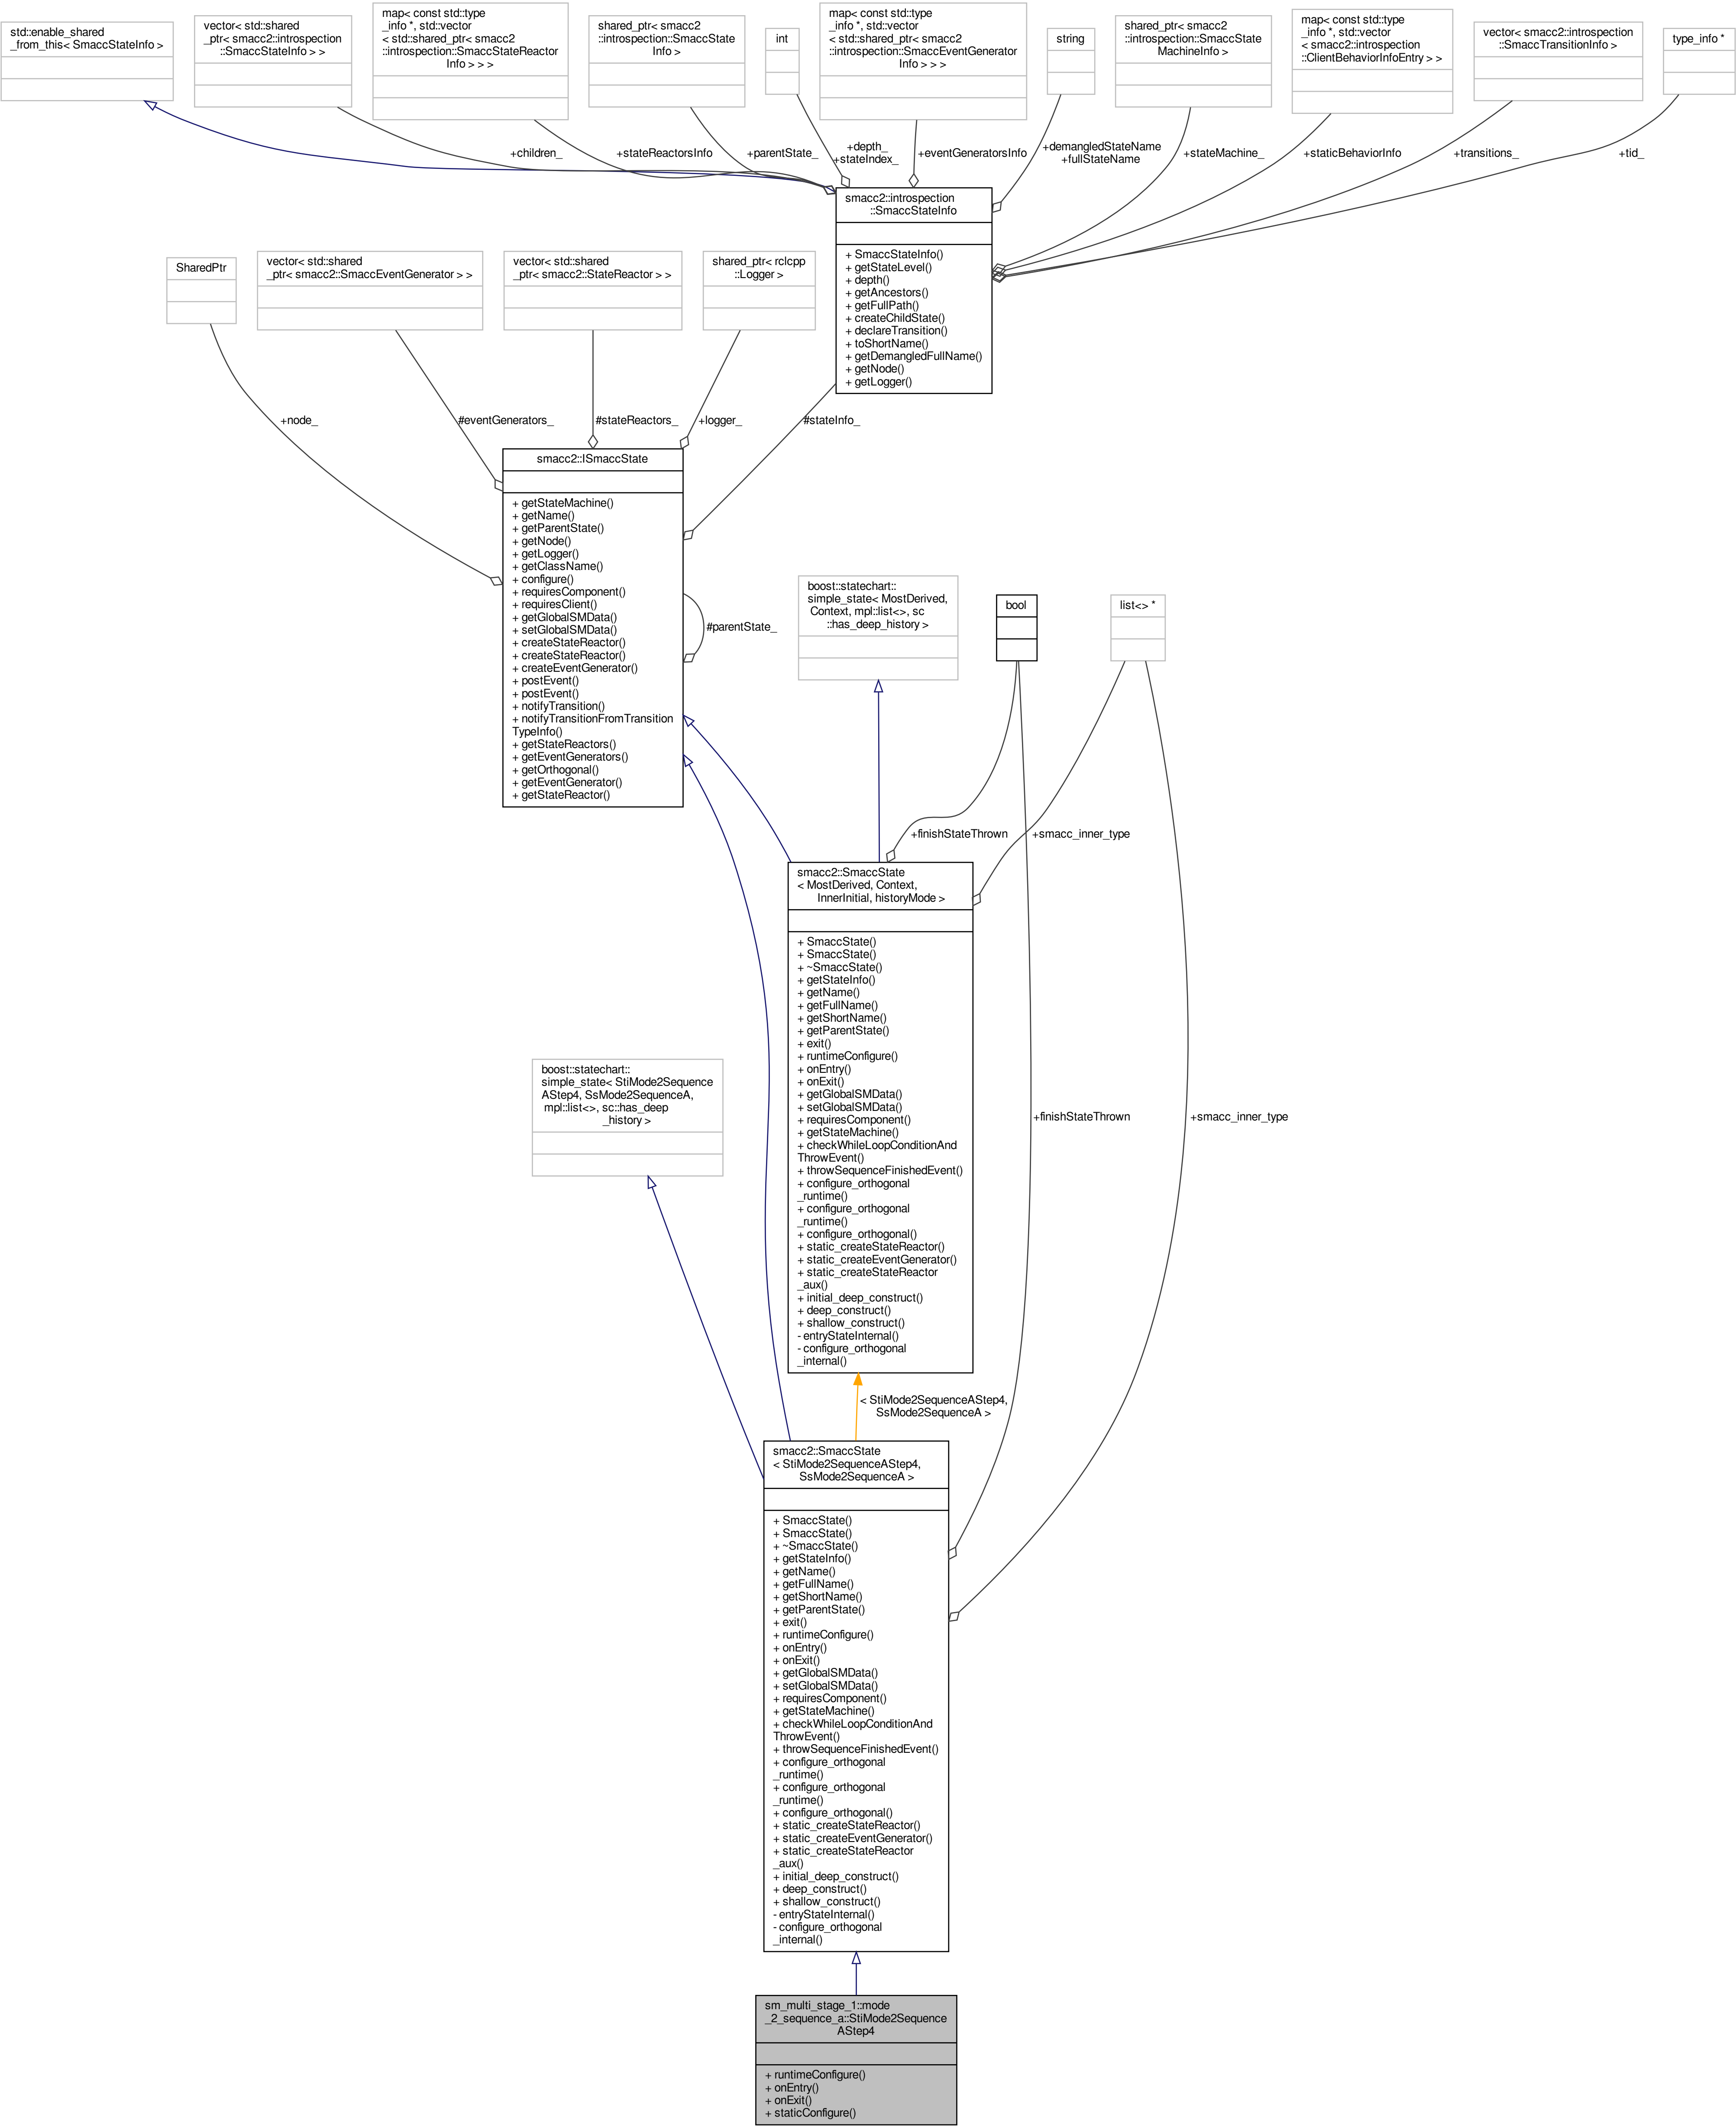 std::enable_shared
_from_this< SmaccStateInfo >
vector< std::shared
_ptr< smacc2::introspection
::SmaccStateInfo > >
map< const std::type
_info *, std::vector
< std::shared_ptr< smacc2
::introspection::SmaccStateReactor
Info > > >
shared_ptr< smacc2
::introspection::SmaccState
Info >
int
map< const std::type
_info *, std::vector
< std::shared_ptr< smacc2
::introspection::SmaccEventGenerator
Info > > >
string
shared_ptr< smacc2
::introspection::SmaccState
MachineInfo >
map< const std::type
_info *, std::vector
< smacc2::introspection
::ClientBehaviorInfoEntry > >
vector< smacc2::introspection
::SmaccTransitionInfo >
type_info *
+children_
+stateReactorsInfo
+parentState_
+depth_
+stateIndex_
+eventGeneratorsInfo
+demangledStateName
+fullStateName
+stateMachine_
+staticBehaviorInfo
+transitions_
+tid_
smacc2::introspection
::SmaccStateInfo
+ SmaccStateInfo()
+ getStateLevel()
+ depth()
+ getAncestors()
+ getFullPath()
+ createChildState()
+ declareTransition()
+ toShortName()
+ getDemangledFullName()
+ getNode()
+ getLogger()
SharedPtr
vector< std::shared
_ptr< smacc2::SmaccEventGenerator > >
vector< std::shared
_ptr< smacc2::StateReactor > >
shared_ptr< rclcpp
::Logger >
+node_
#eventGenerators_
#stateReactors_
+logger_
#stateInfo_
smacc2::ISmaccState
+ getStateMachine()
+ getName()
+ getParentState()
+ getNode()
+ getLogger()
+ getClassName()
+ configure()
+ requiresComponent()
+ requiresClient()
+ getGlobalSMData()
+ setGlobalSMData()
+ createStateReactor()
+ createStateReactor()
+ createEventGenerator()
+ postEvent()
+ postEvent()
+ notifyTransition()
+ notifyTransitionFromTransition
TypeInfo()
+ getStateReactors()
+ getEventGenerators()
+ getOrthogonal()
+ getEventGenerator()
+ getStateReactor()
#parentState_
boost::statechart::
simple_state< MostDerived,
Context, mpl::list<>, sc
::has_deep_history >
bool
list<> *
+finishStateThrown
+smacc_inner_type
smacc2::SmaccState
< MostDerived, Context,
InnerInitial, historyMode >
+ SmaccState()
+ SmaccState()
+ ~SmaccState()
+ getStateInfo()
+ getName()
+ getFullName()
+ getShortName()
+ getParentState()
+ exit()
+ runtimeConfigure()
+ onEntry()
+ onExit()
+ getGlobalSMData()
+ setGlobalSMData()
+ requiresComponent()
+ getStateMachine()
+ checkWhileLoopConditionAnd
ThrowEvent()
+ throwSequenceFinishedEvent()
+ configure_orthogonal
_runtime()
+ configure_orthogonal
_runtime()
+ configure_orthogonal()
+ static_createStateReactor()
+ static_createEventGenerator()
+ static_createStateReactor
_aux()
+ initial_deep_construct()
+ deep_construct()
+ shallow_construct()
- entryStateInternal()
- configure_orthogonal
_internal()
boost::statechart::
simple_state< StiMode2Sequence
AStep4, SsMode2SequenceA,
mpl::list<>, sc::has_deep
_history >
+finishStateThrown
+smacc_inner_type
< StiMode2SequenceAStep4,
SsMode2SequenceA >
smacc2::SmaccState
< StiMode2SequenceAStep4,
SsMode2SequenceA >
+ SmaccState()
+ SmaccState()
+ ~SmaccState()
+ getStateInfo()
+ getName()
+ getFullName()
+ getShortName()
+ getParentState()
+ exit()
+ runtimeConfigure()
+ onEntry()
+ onExit()
+ getGlobalSMData()
+ setGlobalSMData()
+ requiresComponent()
+ getStateMachine()
+ checkWhileLoopConditionAnd
ThrowEvent()
+ throwSequenceFinishedEvent()
+ configure_orthogonal
_runtime()
+ configure_orthogonal
_runtime()
+ configure_orthogonal()
+ static_createStateReactor()
+ static_createEventGenerator()
+ static_createStateReactor
_aux()
+ initial_deep_construct()
+ deep_construct()
+ shallow_construct()
- entryStateInternal()
- configure_orthogonal
_internal()
sm_multi_stage_1::mode
_2_sequence_a::StiMode2Sequence
AStep4
+ runtimeConfigure()
+ onEntry()
+ onExit()
+ staticConfigure()